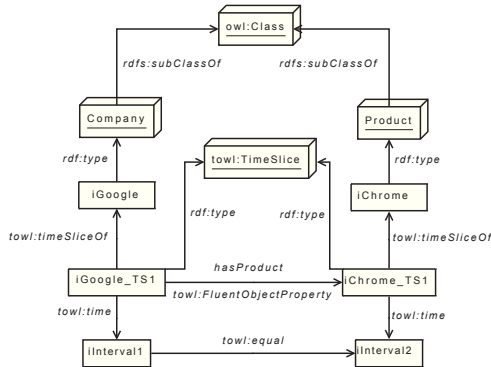 owl:Class
rdfs:subClassOf rdfs:subClassOf
Company Product
towl:TimeSlice
rdf:type rdf:type
iGoogle iChrome
rdf:type rdf:type
towl:timeSliceOf towl:timeSliceOf
hasProduct
iGoogle_TS1 iChrome_TS1
towl:FluentObjectProperty
towl:time towl:time
towl:equal
iInterval1 iInterval2